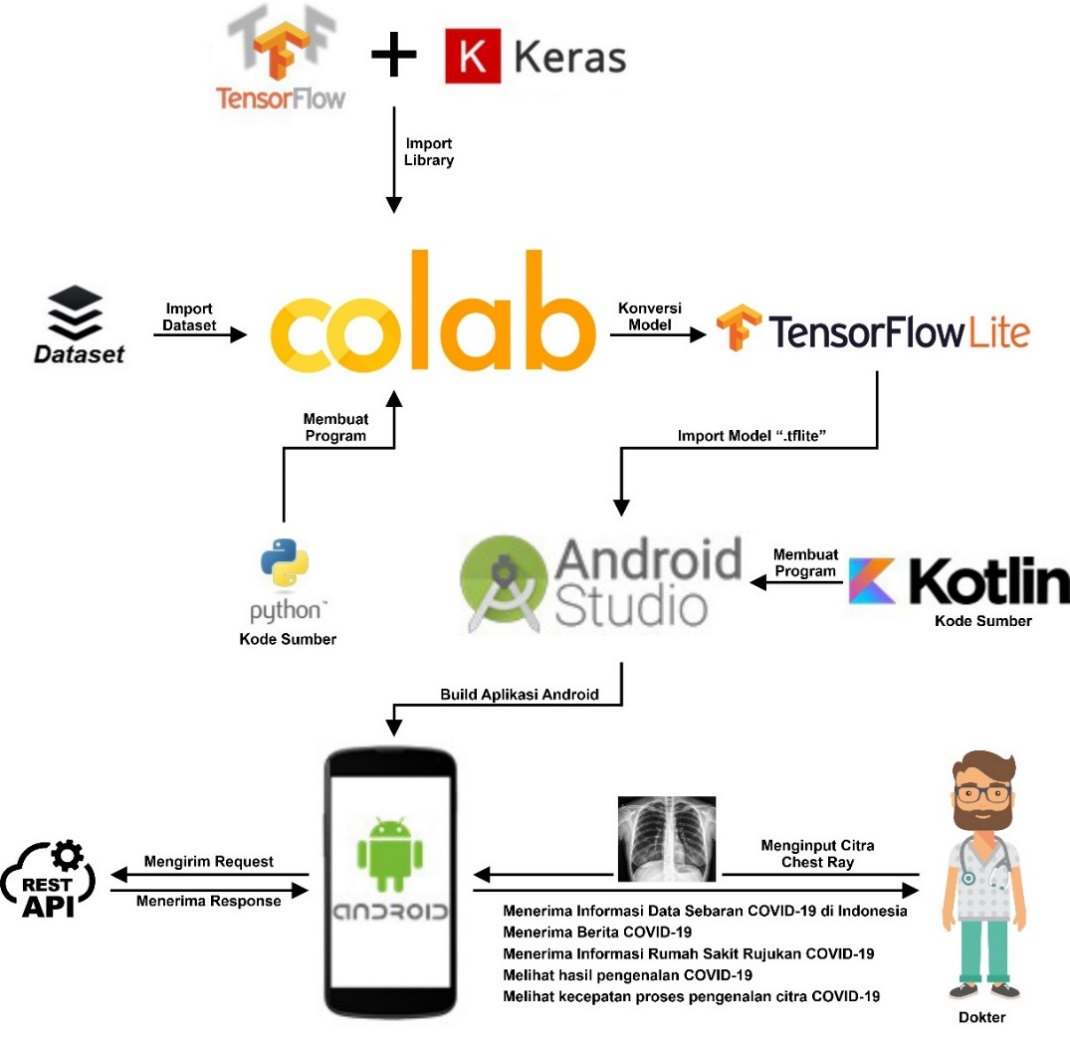 TensorFlow
+
K Keras
Import
Library
Dataset
Import
Dataset
colab
Konversi
Model
TensorFlow Lite
Membuat
Program
Import Model “.tflite”
python™
Kode Sumber
Android
Studio
Membuat
Program
Kotlin
Kode Sumber
Build Aplikasi Android
REST
API
Mengirim Request
Menerima Response
ANDROID
Menginput Citra
Chest Ray
Menerima Informasi Data Sebaran COVID-19 di Indonesia
Menerima Berita COVID-19
Menerima Informasi Rumah Sakit Rujukan COVID-19
Melihat hasil pengenalan COVID-19
Melihat kecepatan proses pengenalan citra COVID-19
Dokter